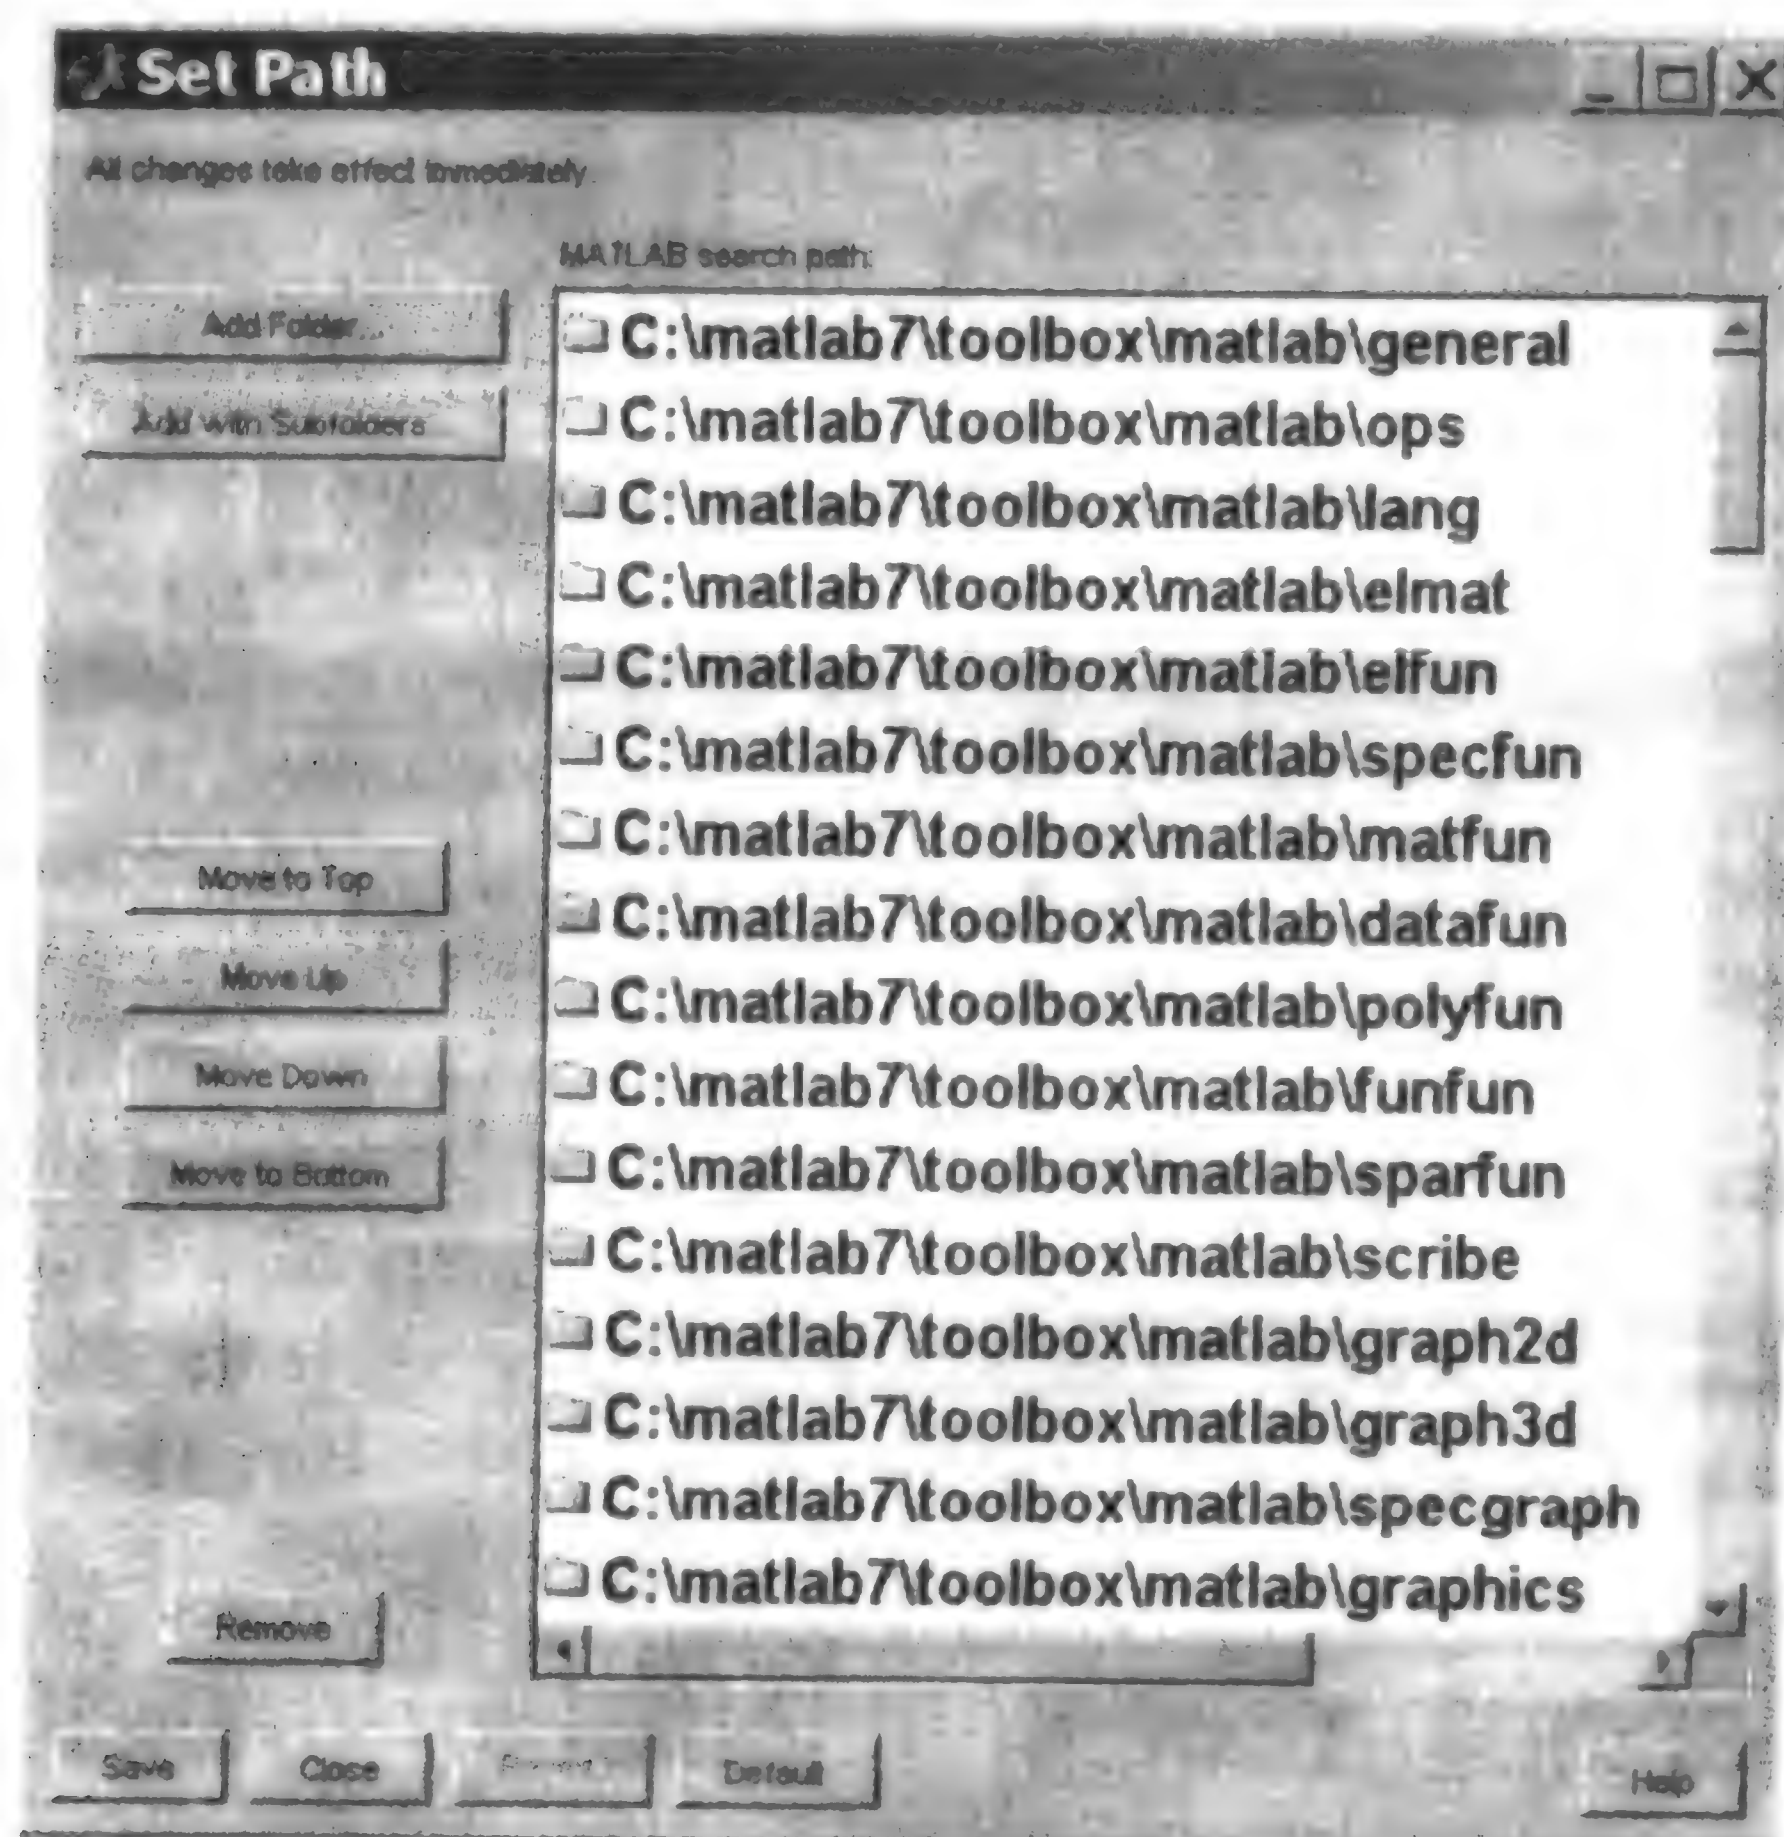 Set Path
All changes take effect immediately.
MATLAB search path:
Add Folder...
Add with Subfolders...
C:\matlab7\toolbox\matlab\general
C:\matlab7\toolbox\matlab\ops
C:\matlab7\toolbox\matlab\lang
C:\matlab7\toolbox\matlab\elmat
C:\matlab7\toolbox\matlab\elfun
C:\matlab7\toolbox\matlab\specfun
C:\matlab7\toolbox\matlab\matfun
C:\matlab7\toolbox\matlab\datafun
C:\matlab7\toolbox\matlab\polyfun
C:\matlab7\toolbox\matlab\funfun
C:\matlab7\toolbox\matlab\sparfun
C:\matlab7\toolbox\matlab\scribe
C:\matlab7\toolbox\matlab\graph2d
C:\matlab7\toolbox\matlab\graph3d
C:\matlab7\toolbox\matlab\specgraph
C:\matlab7\toolbox\matlab\graphics
Move to Top
Move Up
Move Down
Move to Bottom
Remove
Save
Close
Default
Help